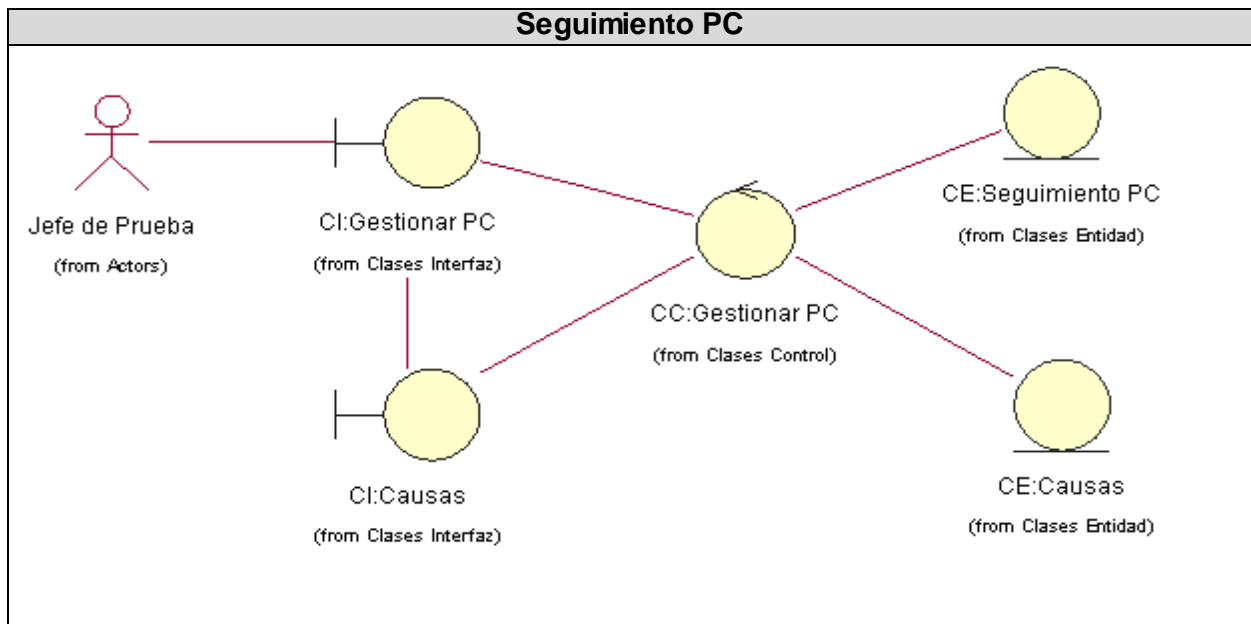 Seguimiento PC
Jefe de Prueba
(from Actors)
CI:Gestionar PC
(from Clases Interfaz)
CC:Gestionar PC
(from Clases Control)
CE:Seguimiento PC
(from Clases Entidad)
CI:Causas
(from Clases Interfaz)
CE:Causas
(from Clases Entidad)